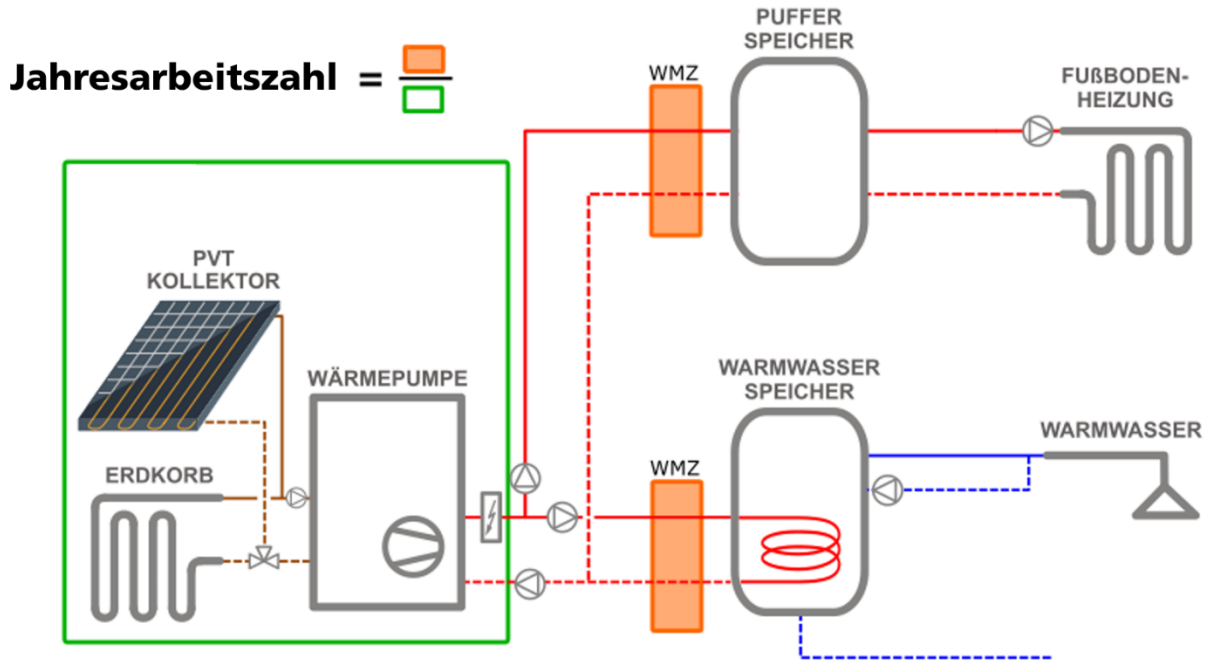 PUFFER
SPEICHER
Jahresarbeitszahl =
WMZ
FUßBODEN-
HEIZUNG
PVT
KOLLEKTOR
WÄRMEPUMPE
WARMWASSER
SPEICHER
WARMWASSER
ERDKORB
WMZ